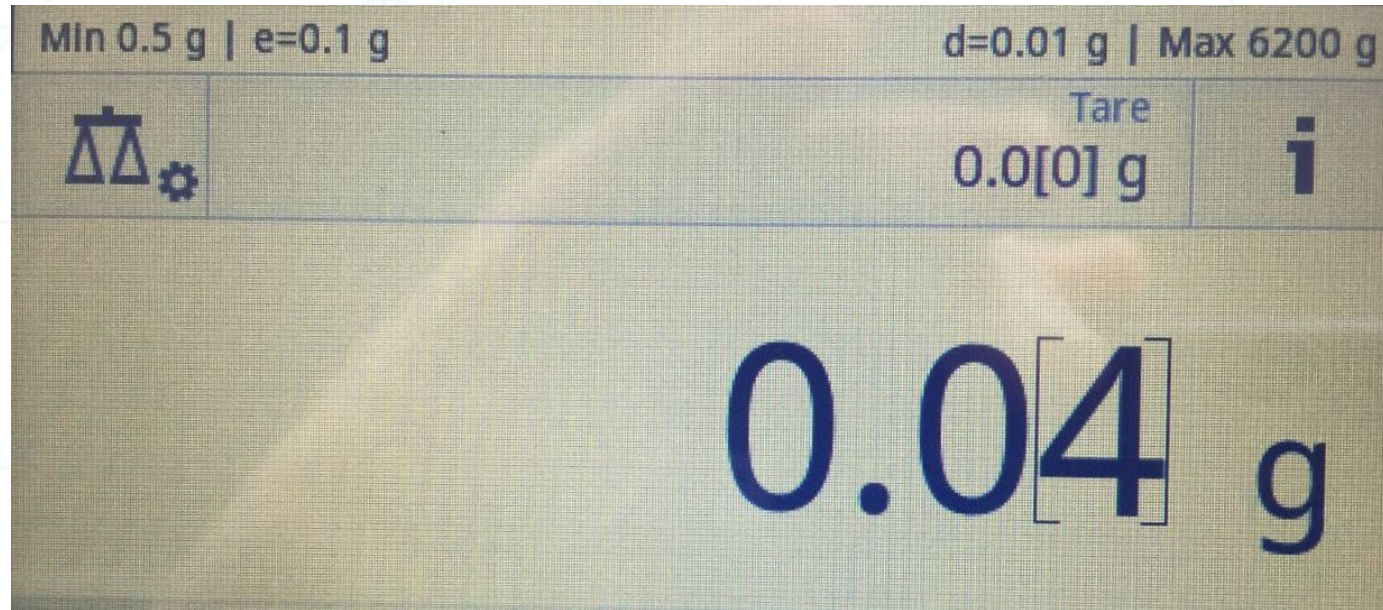 Min 0.5 g | e=0.1 g
d=0.01 g | Max 6200 g
Tare
0.0[0] g
i
0.0[4] g